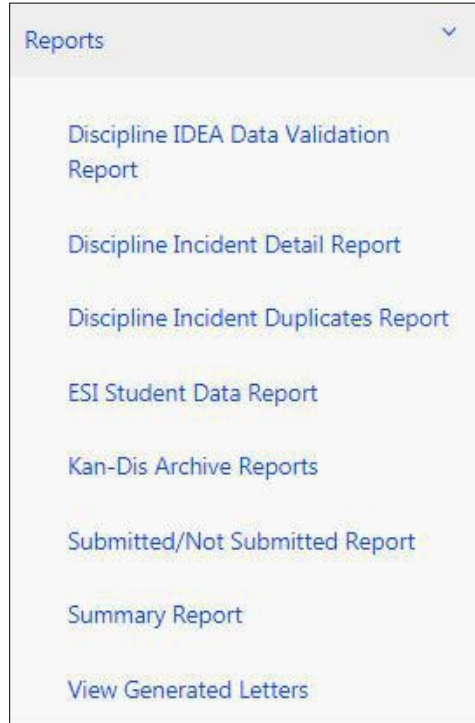 Reports
Discipline IDEA Data Validation
Report
Discipline Incident Detail Report
Discipline Incident Duplicates Report
ESI Student Data Report
Kan-Dis Archive Reports
Submitted/Not Submitted Report
Summary Report
View Generated Letters